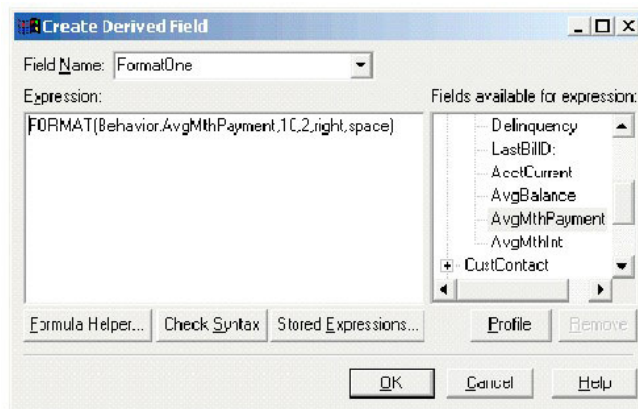 Create Derived Field
Field Name: FormatOne
Expression:
FORMAT(Behavior.AvgMthPayment,10,2,right,space)
Fields available for expression:
Delinquency
LastBillD:
AcctCurrent
AvgBalance
AvgMthPayment
AvgMthInt
CustContact
Formula Helper...
Check Syntax
Stored Expressions...
Profile
Remove
OK
Cancel
Help